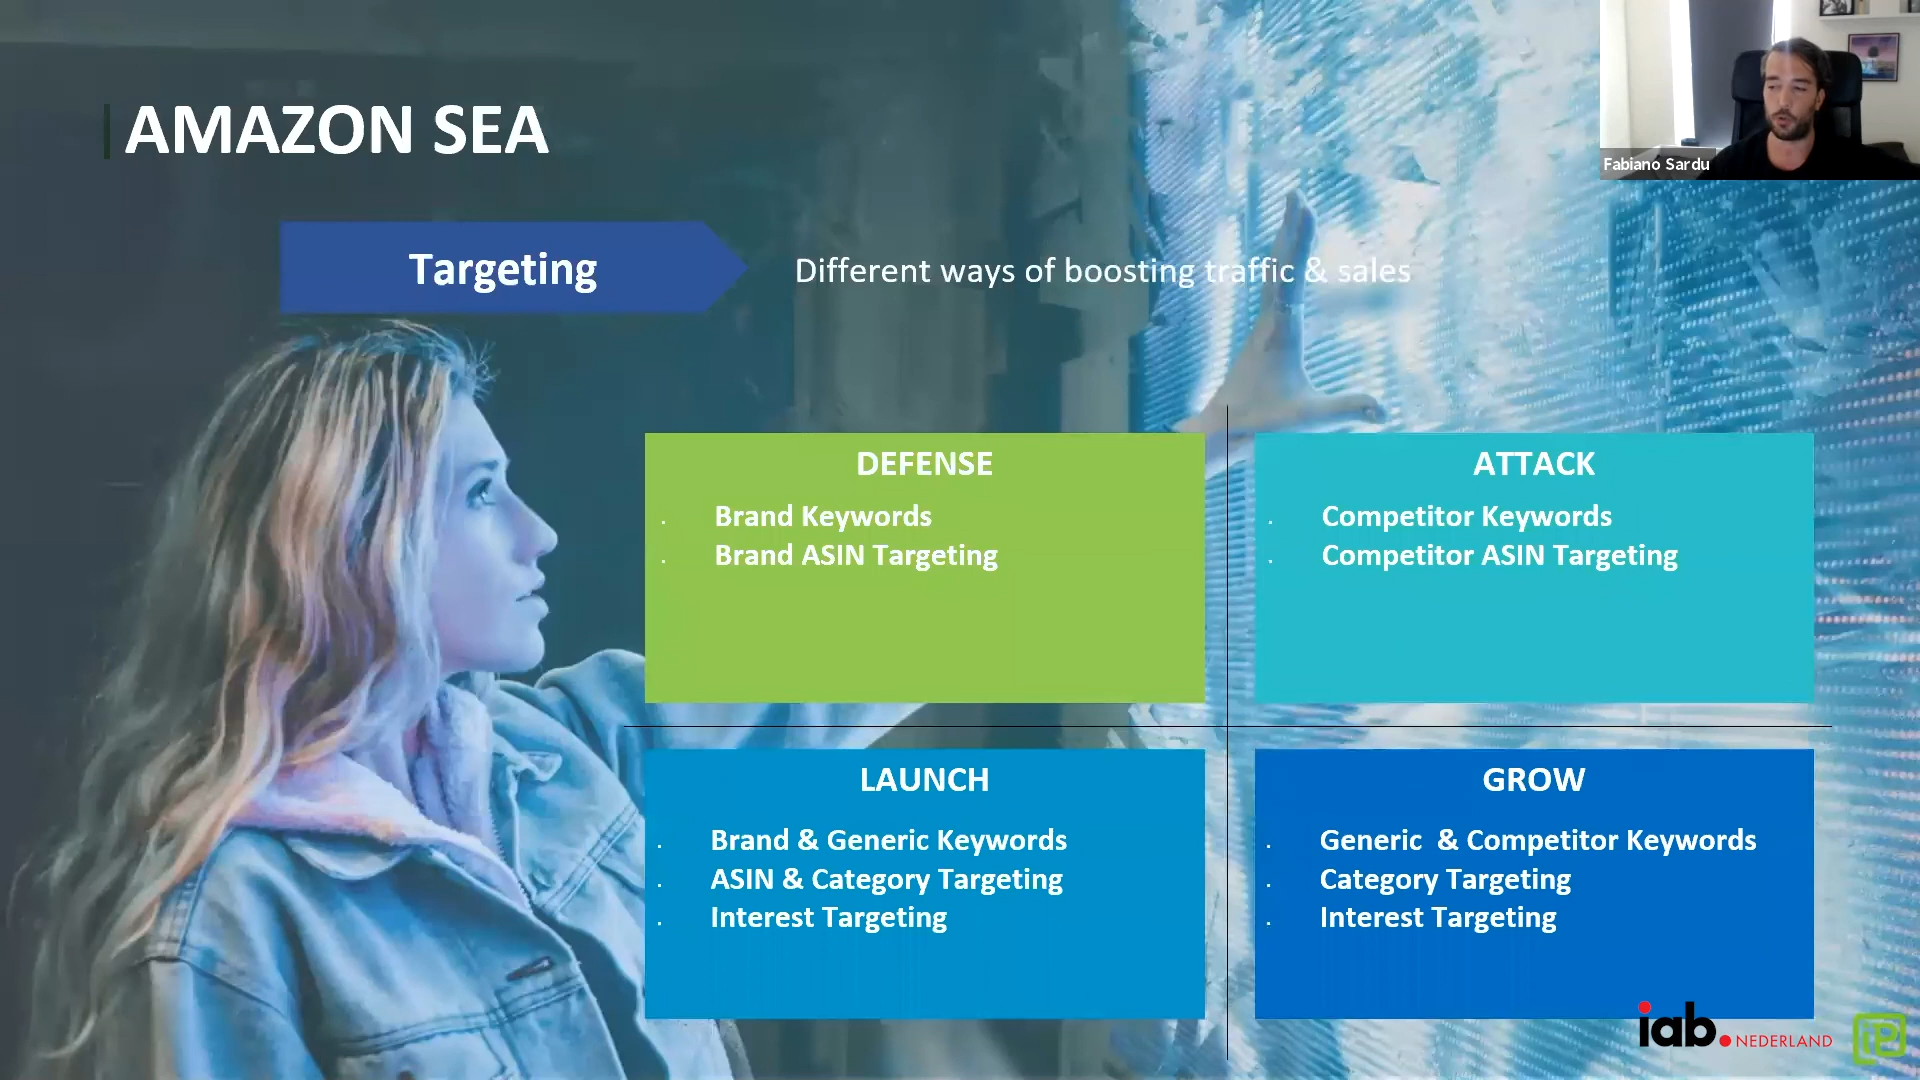 AMAZON SEA
Fabiano Sardu
Targeting
Different ways of boosting traffic & sales
DEFENSE
. Brand Keywords
. Brand ASIN Targeting
ATTACK
. Competitor Keywords
. Competitor ASIN Targeting
LAUNCH
. Brand & Generic Keywords
. ASIN & Category Targeting
. Interest Targeting
GROW
. Generic & Competitor Keywords
. Category Targeting
. Interest Targeting
iab.NEDERLAND
iP